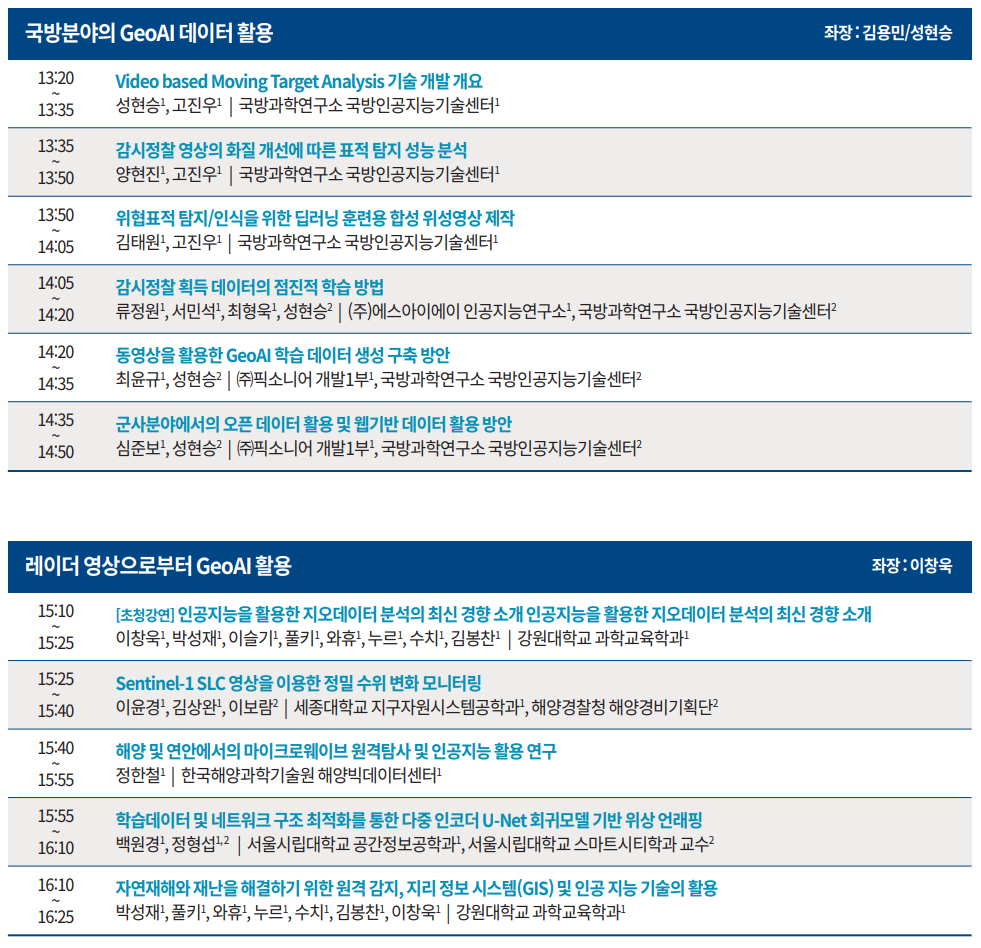 국방분야의 GeoAI 데이터 활용
좌장 : 김용민/성현승
13:20
~
13:35
Video based Moving Target Analysis 기술 개발 개요
성현승¹, 고진우¹ | 국방과학연구소 국방인공지능기술센터¹
13:35
~
13:50
감시정찰 영상의 화질 개선에 따른 표적 탐지 성능 분석
양현진¹, 고진우¹ | 국방과학연구소 국방인공지능기술센터¹
13:50
~
14:05
위협표적 탐지/인식을 위한 딥러닝 훈련용 합성 위성영상 제작
김태원¹, 고진우¹ | 국방과학연구소 국방인공지능기술센터¹
14:05
~
14:20
감시정찰 획득 데이터의 점진적 학습 방법
류정원¹, 서민석¹, 최형욱¹, 성현승² | (주)에스아이에이 인공지능연구소¹, 국방과학연구소 국방인공지능기술센터²
14:20
~
14:35
동영상을 활용한 GeoAI 학습 데이터 생성 구축 방안
최윤규¹, 성현승² | ㈜픽소니어 개발1부¹, 국방과학연구소 국방인공지능기술센터²
14:35
~
14:50
군사분야에서의 오픈 데이터 활용 및 웹기반 데이터 활용 방안
심준보¹, 성현승² | ㈜픽소니어 개발1부¹, 국방과학연구소 국방인공지능기술센터²
레이더 영상으로부터 GeoAI 활용
좌장 : 이창욱
15:10
~
15:25
[초청강연] 인공지능을 활용한 지오데이터 분석의 최신 경향 소개 인공지능을 활용한 지오데이터 분석의 최신 경향 소개
이창욱¹, 박성재¹, 이슬기¹, 풀키¹, 와휴¹, 누르¹, 수치¹, 김봉찬¹ | 강원대학교 과학교육학과¹
15:25
~
15:40
Sentinel-1 SLC 영상을 이용한 정밀 수위 변화 모니터링
이윤경¹, 김상완¹, 이보람² | 세종대학교 지구자원시스템공학과¹, 해양경찰청 해양경비기획단²
15:40
~
15:55
해양 및 연안에서의 마이크로웨이브 원격탐사 및 인공지능 활용 연구
정한철¹ | 한국해양과학기술원 해양빅데이터센터¹
15:55
~
16:10
학습데이터 및 네트워크 구조 최적화를 통한 다중 인코더 U-Net 회귀모델 기반 위상 언래핑
백원경¹, 정형섭¹,² | 서울시립대학교 공간정보공학과¹, 서울시립대학교 스마트시티학과 교수²
16:10
~
16:25
자연재해와 재난을 해결하기 위한 원격 감지, 지리 정보 시스템(GIS) 및 인공 지능 기술의 활용
박성재¹, 풀키¹, 와휴¹, 누르¹, 수치¹, 김봉찬¹, 이창욱¹ | 강원대학교 과학교육학과¹